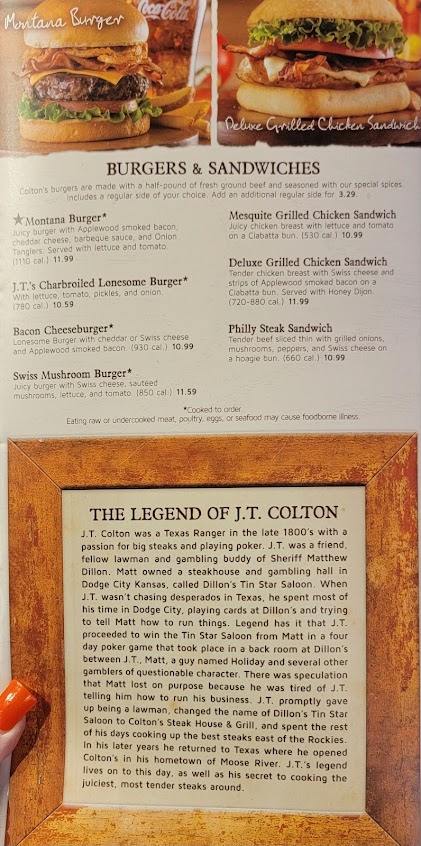 Montana Burger
Coca-Cola
Deluxe Grilled Chicken Sandwich
BURGERS & SANDWICHES
Colton's burgers are made with a half-pound of fresh ground beef and seasoned with our special spices.
Includes a regular side of your choice. Add an additional regular side for 3.29.
★Montana Burger*
Juicy burger with Applewood smoked bacon,
cheddar cheese, barbeque sauce, and Onion
Tanglers. Served with lettuce and tomato.
(1110 cal.) 11.99
J.T.'s Charbroiled Lonesome Burger*
With lettuce, tomato, pickles, and onion.
(780 cal.) 10.59
Bacon Cheeseburger*
Lonesome Burger with cheddar or Swiss cheese
and Applewood smoked bacon. (930 cal.) 10.99
Swiss Mushroom Burger*
Juicy burger with Swiss cheese, sautéed
mushrooms, lettuce, and tomato. (850 cal.) 11.59
Mesquite Grilled Chicken Sandwich
Juicy chicken breast with lettuce and tomato
on a Ciabatta bun. (530 cal.) 10.99
Deluxe Grilled Chicken Sandwich
Tender chicken breast with Swiss cheese and
strips of Applewood smoked bacon on a
Ciabatta bun. Served with Honey Dijon.
(720-880 cal.) 11.99
Philly Steak Sandwich
Tender beef sliced thin with grilled onions,
mushrooms, peppers, and Swiss cheese on
a hoagie bun. (660 cal.) 10.99
*Cooked to order
Eating raw or undercooked meat, poultry, eggs, or seafood may cause foodborne illness.
THE LEGEND OF J.T. COLTON
J.T. Colton was a Texas Ranger in the late 1800's with a
passion for big steaks and playing poker. J.T. was a friend,
fellow lawman and gambling buddy of Sheriff Matthew
Dillon. Matt owned a steakhouse and gambling hall in
Dodge City Kansas, called Dillon's Tin Star Saloon. When
J.T. wasn't chasing desperados in Texas, he spent most of
his time in Dodge City, playing cards at Dillon's and trying
to tell Matt how to run things. Legend has it that J.T.
proceeded to win the Tin Star Saloon from Matt in a four
day poker game that took place in a back room at Dillon's
between J.T., Matt, a guy named Holiday and several other
gamblers of questionable character. There was speculation
that Matt lost on purpose because he was tired of J.T.
telling him how to run his business. J.T. promptly gave
up being a lawman, changed the name of Dillon's Tin Star
Saloon to Colton's Steak House & Grill, and spent the rest
of his days cooking up the best steaks east of the Rockies.
In his later years he returned to Texas where he opened
Colton's in his hometown of Moose River. J.T.'s legend
lives on to this day, as well as his secret to cooking the
juiciest, most tender steaks around.